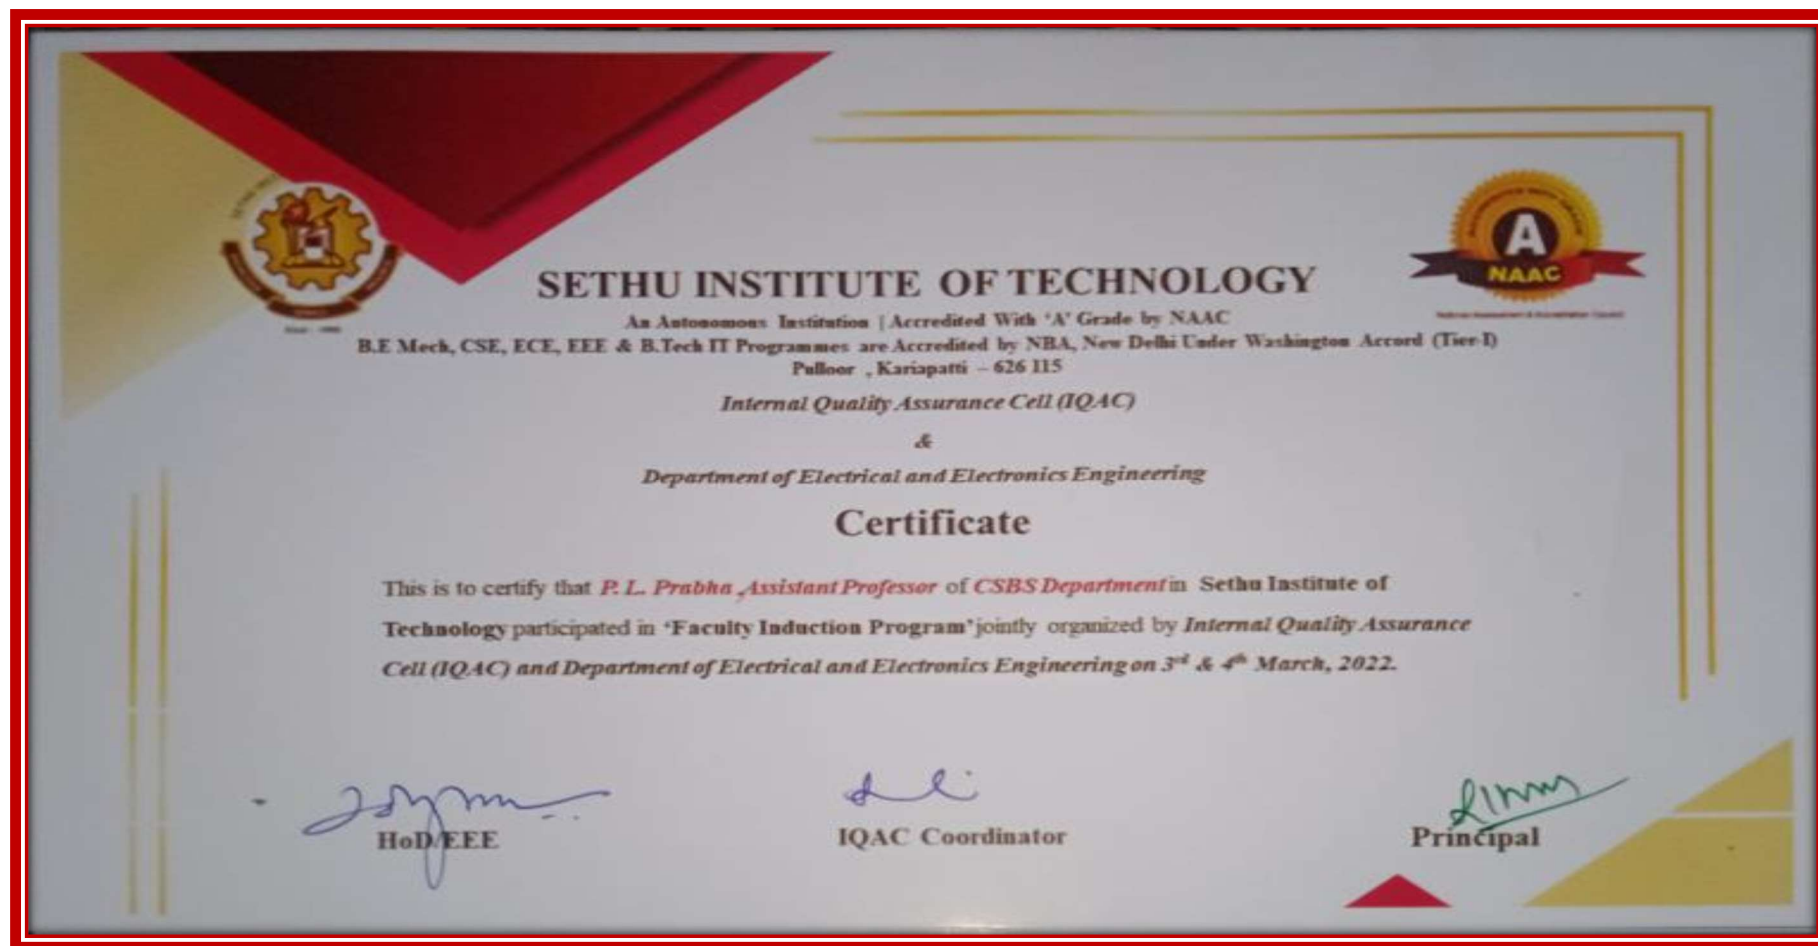 SETHU INSTITUTE OF TECHNOLOGY
An Autonomous Institution | Accredited With ‘A’ Grade by NAAC
B.E Mech, CSE, ECE, EEE & B.Tech IT Programmes are Accredited by NBA, New Delhi Under Washington Accord (Tier-I)
Pulloor , Kariapatti – 626 115
A
NAAC
Internal Quality Assurance Cell (IQAC)
&
Department of Electrical and Electronics Engineering
Certificate
This is to certify that P. L. Prabha ,Assistant Professor of CSBS Department in Sethu Institute of
Technology participated in ‘Faculty Induction Program’ jointly organized by Internal Quality Assurance
Cell (IQAC) and Department of Electrical and Electronics Engineering on 3rd & 4th March, 2022.
HoD/EEE
IQAC Coordinator
Principal